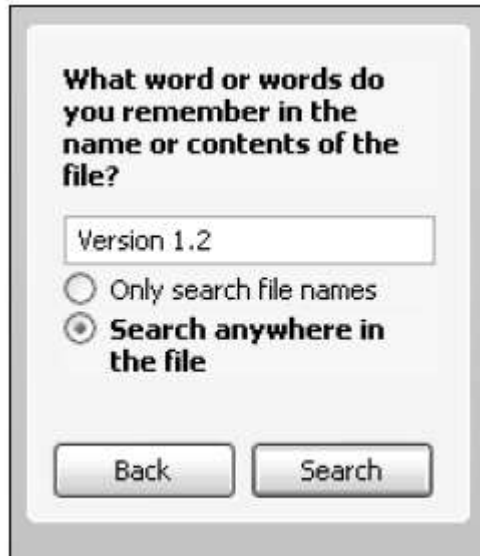 What word or words do
you remember in the
name or contents of the
file?
Version 1.2
Only search file names
Search anywhere in
the file
Back
Search